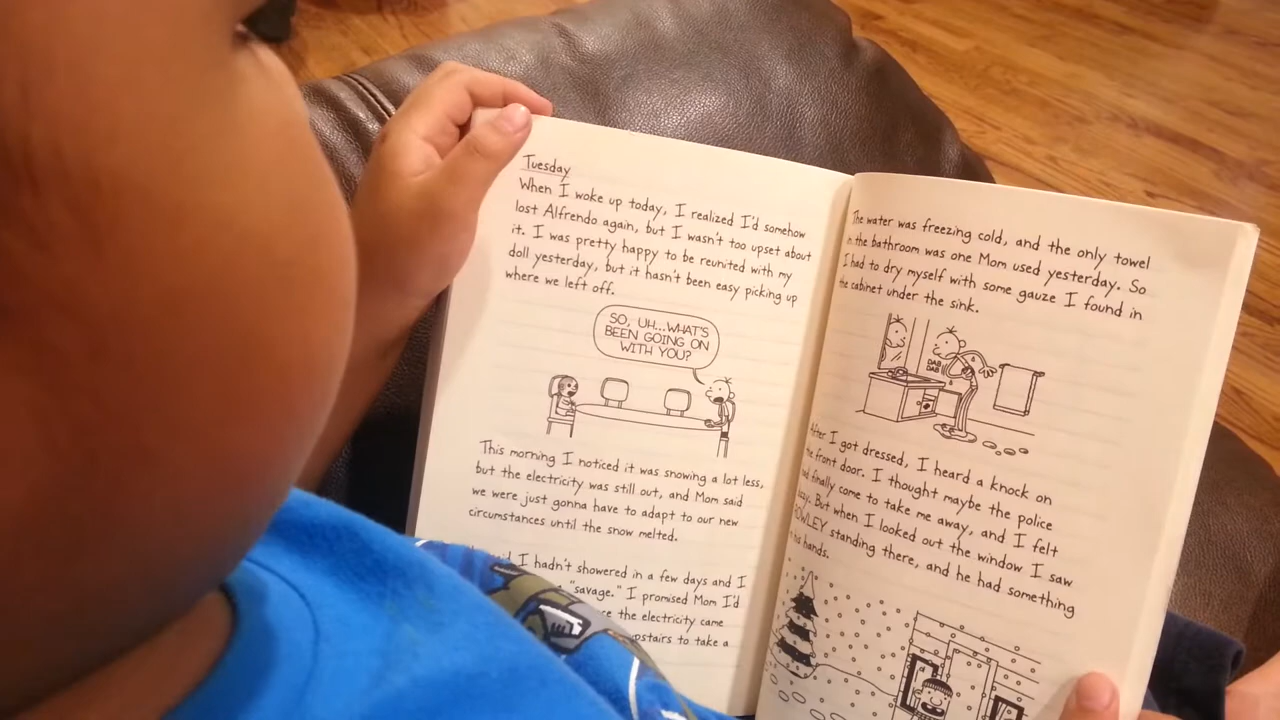 Tuesday
When I woke up today, I realized I'd somehow
lost Alfrendo again, but I wasn't too upset about
it. I was pretty happy to be reunited with my
doll yesterday, but it hasn't been easy picking up
where we left off.
SO, UH...WHAT'S
BEEN GOING ON
WITH YOU?
This morning I noticed it was snowing a lot less,
but the electricity was still out, and Mom said
we were just gonna have to adapt to our new
circumstances until the snow melted.
I hadn't showered in a few days and I
"savage." I promised Mom I'd
the electricity came
upstairs to take a
The water was freezing cold, and the only towel
in the bathroom was one Mom used yesterday. So
I had to dry myself with some gauze I found in
the cabinet under the sink.
DAB
DAB
After I got dressed, I heard a knock on
the front door. I thought maybe the police
had finally come to take me away, and I felt
But when I looked out the window I saw
ROWLEY standing there, and he had something
in his hands.